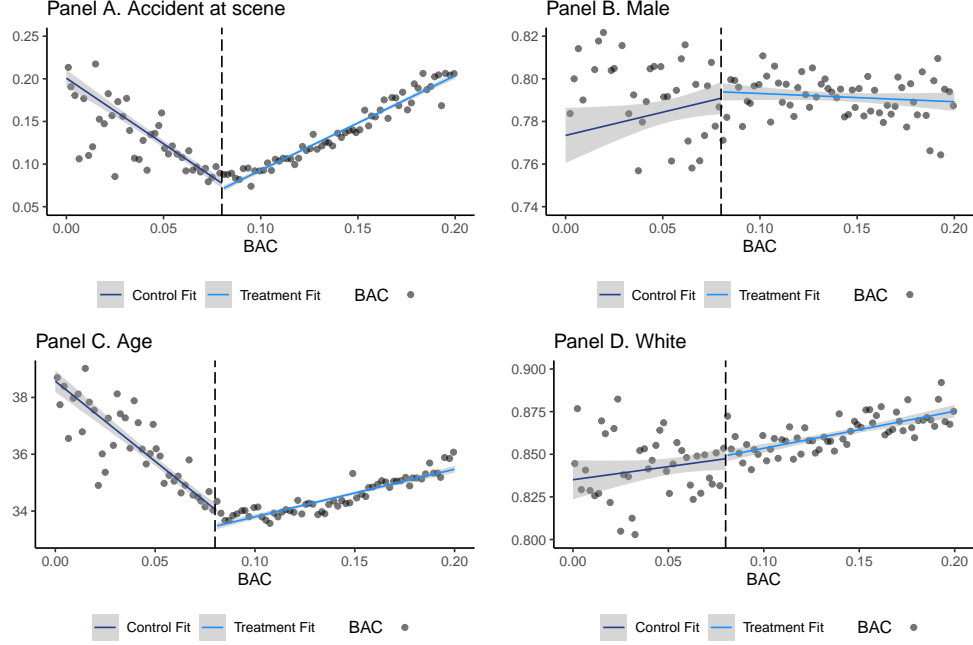 Panel A. Accident at scene
0.25
0.20
0.15
0.10
0.05
0.00 0.05 0.10 0.15 0.20
BAC
Control Fit Treatment Fit BAC
Panel B. Male
0.82
0.80
0.78
0.76
0.74
0.00 0.05 0.10 0.15 0.20
BAC
Control Fit Treatment Fit BAC
Panel C. Age
38
36
34
0.00 0.05 0.10 0.15 0.20
BAC
Control Fit Treatment Fit BAC
Panel D. White
0.900
0.875
0.850
0.825
0.800
0.00 0.05 0.10 0.15 0.20
BAC
Control Fit Treatment Fit BAC